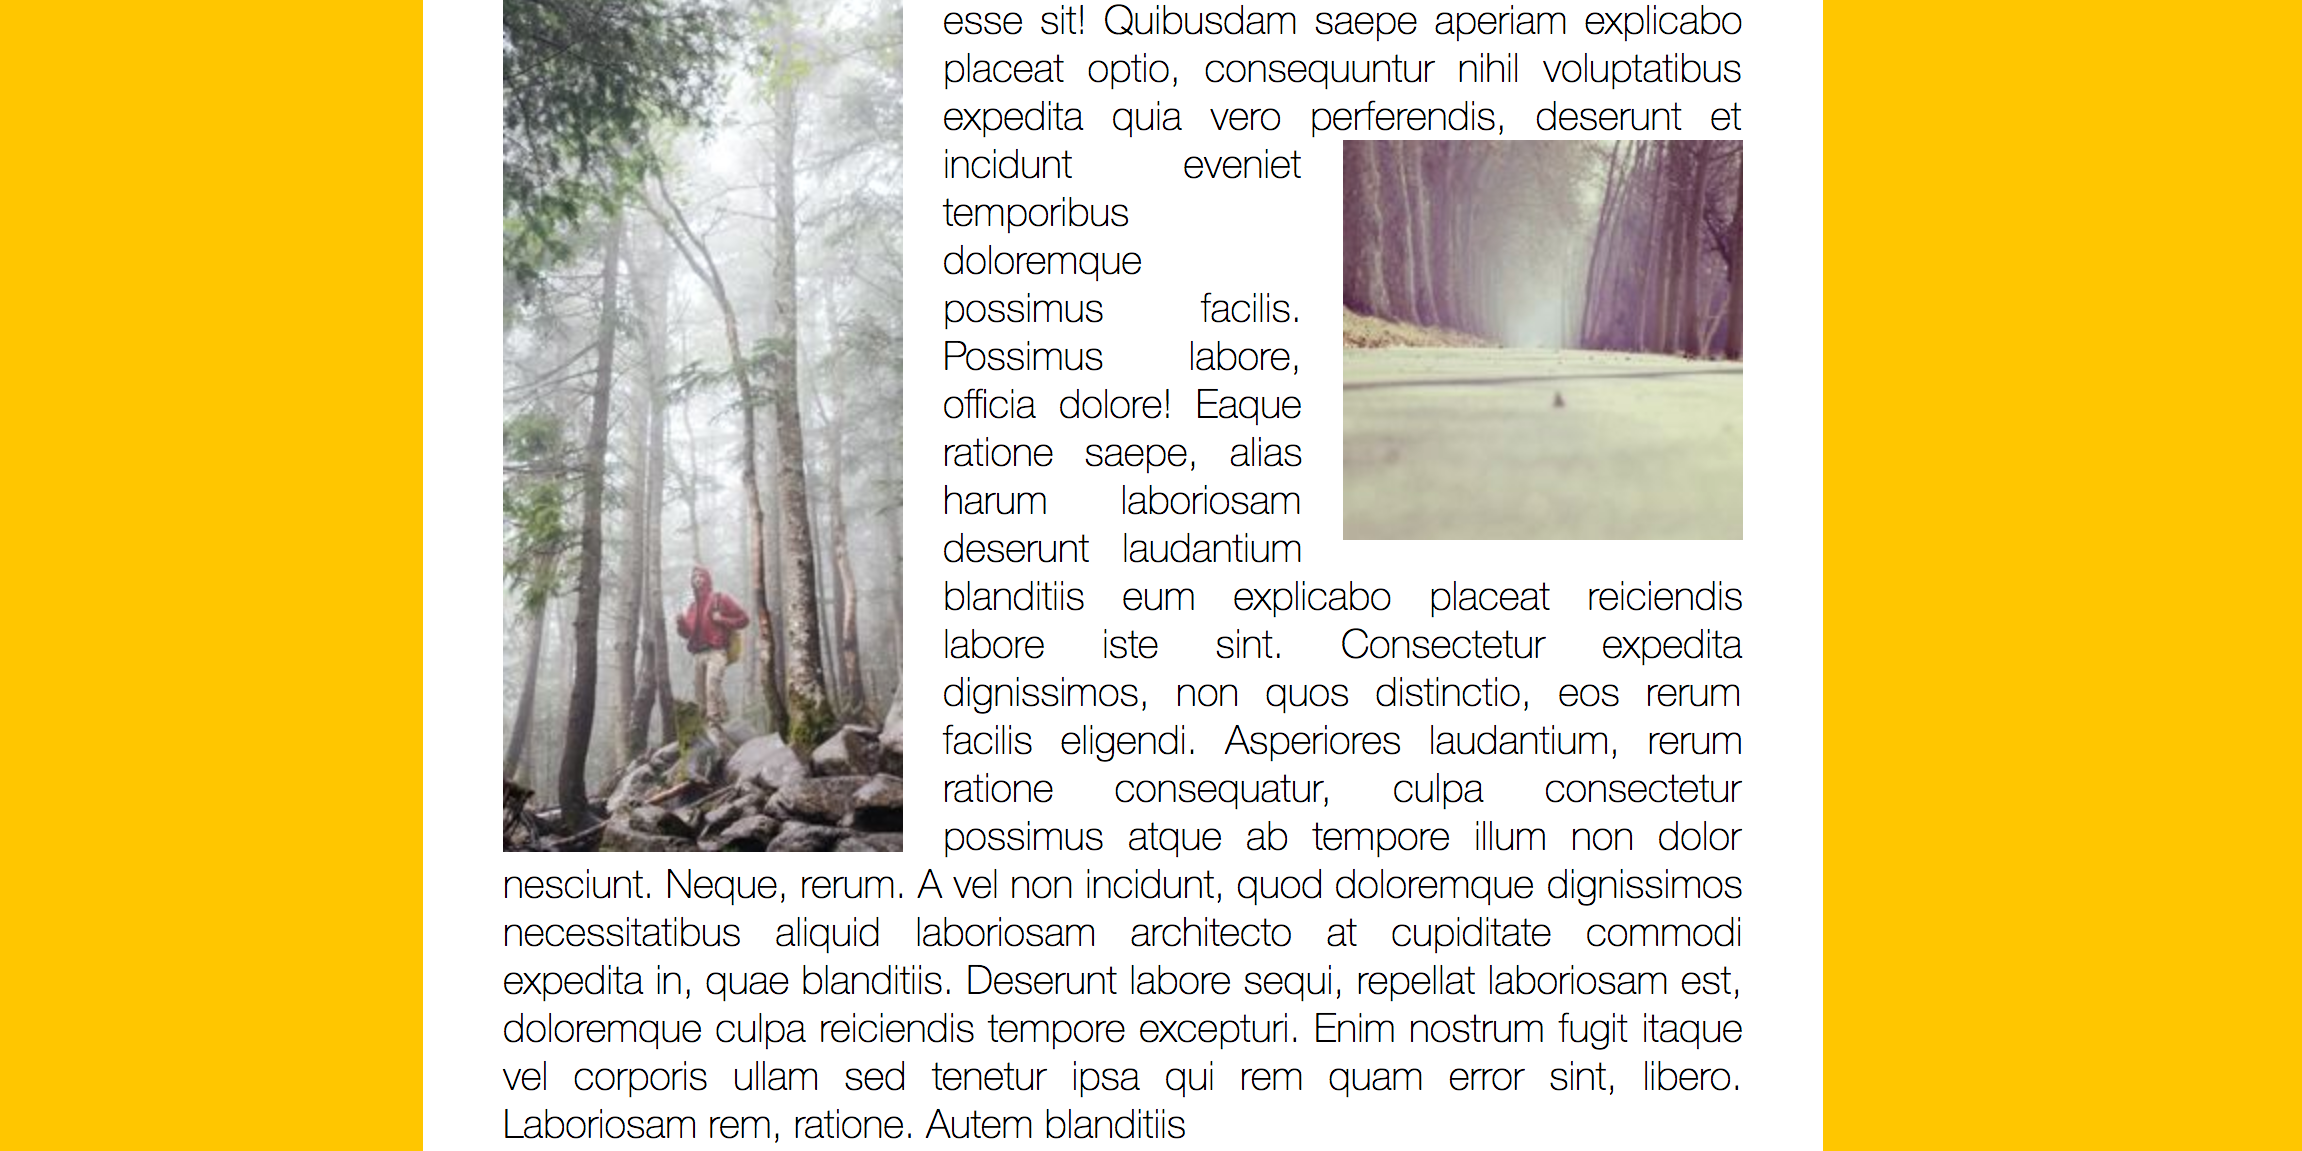 esse sit! Quibusdam saepe aperiam explicabo
placeat optio, consequuntur nihil voluptatibus
expedita quia vero perferendis, deserunt et
incidunt eveniet
temporibus
doloremque
possimus facilis.
Possimus labore,
officia dolore! Eaque
ratione saepe, alias
harum laboriosam
deserunt laudantium
blanditiis eum explicabo placeat reiciendis
labore iste sint. Consectetur expedita
dignissimos, non quos distinctio, eos rerum
facilis eligendi. Asperiores laudantium, rerum
ratione consequatur, culpa consectetur
possimus atque ab tempore illum non dolor
nesciunt. Neque, rerum. A vel non incidunt, quod doloremque dignissimos
necessitatibus aliquid laboriosam architecto at cupiditate commodi
expedita in, quae blanditiis. Deserunt labore sequi, repellat laboriosam est,
doloremque culpa reiciendis tempore excepturi. Enim nostrum fugit itaque
vel corporis ullam sed tenetur ipsa qui rem quam error sint, libero.
Laboriosam rem, ratione. Autem blanditiis